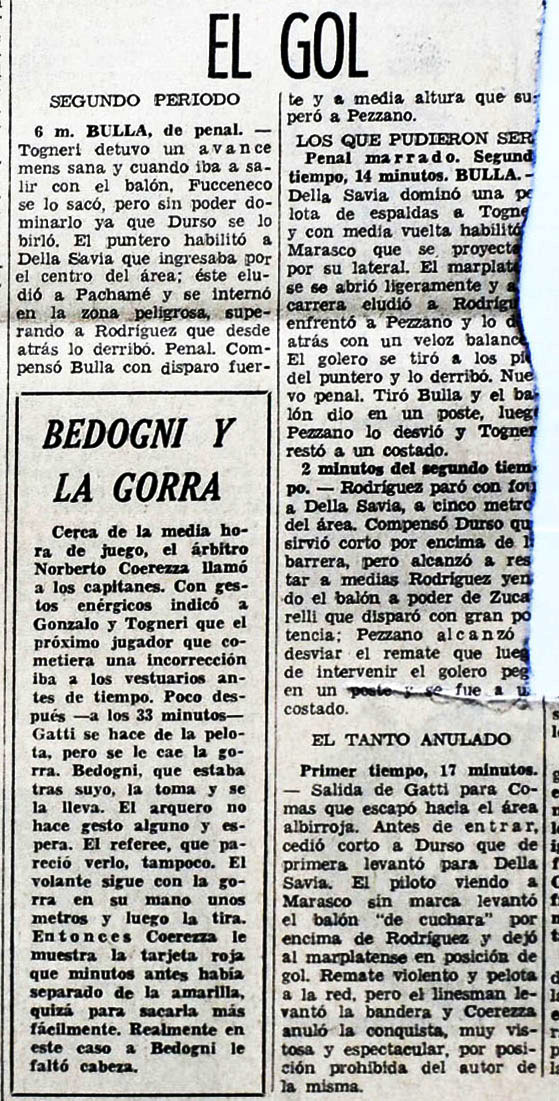 EL GOL
SEGUNDO PERIODO
6 m. BULLA, de penal. —
Togneri detuvo un avance
mens sana y cuando iba a sa-
lir con el balón, Fucceneco
se lo sacó, pero sin poder do-
minarlo ya que Durso se lo
birló. El puntero habilitó a
Della Savia que ingresaba por
el centro del área; éste elu-
dió a Pachamé y se internó
en la zona peligrosa, supe-
rando a Rodríguez que desde
atrás lo derribó. Penal. Com-
pensó Bulla con disparo fuer-
te y a media altura que su-
peró a Pezzano.
LOS QUE PUDIERON SER
Penal marrado. Segund
tiempo, 14 minutos. BULLA.—
Della Savia dominó una pe
lota de espaldas a Togne
y con media vuelta habilitó
Marasco que se proyect
por su lateral. El marplat
se se abrió ligeramente y a
carrera eludió a Rodrígu
enfrentó a Pezzano y lo d
atrás con un veloz balanc
El golero se tiró a los pi
del puntero y lo derribó. Nue
vo penal. Tiró Bulla y el ba
lón dio en un poste, lueg
Pezzano lo desvió y Togner
restó a un costado.
2 minutos del segundo tiem-
po. — Rodríguez paró con fou
a Della Savia, a cinco metro
del área. Compensó Durso qu
sirvió corto por encima de l
barrera, pero alcanzó a res
tar a medias Rodríguez yen
do el balón a poder de Zuca
relli que disparó con gran po
tencia; Pezzano alcanzó
desviar el remate que lueg
de intervenir el golero peg
en un poste y se fue a u
costado.
EL TANTO ANULADO
Primer tiempo, 17 minutos.
— Salida de Gatti para Co-
mas que escapó hacia el área
albirroja. Antes de entrar,
cedió corto a Durso que de
primera levantó para Della
Savia. El piloto viendo a
Marasco sin marca levantó
el balón "de cuchara" por
encima de Rodríguez y dejó
al marplatense en posición de
gol. Remate violento y pelota
a la red, pero el linesman le-
vantó la bandera y Coerezza
anuló la conquista, muy vis-
tosa y espectacular, por posi-
ción prohibida del autor de
la misma.
BEDOGNI Y
LA GORRA
Cerca de la media ho-
ra de juego, el árbitro
Norberto Coerezza llamó
a los capitanes. Con ges-
tos enérgicos indicó a
Gonzalo y Togneri que el
próximo jugador que co-
metiera una incorrección
iba a los vestuarios an-
tes de tiempo. Poco des-
pués —a los 33 minutos—
Gatti se hace de la pelo-
ta, pero se le cae la go-
rra. Bedogni, que estaba
tras suyo, la toma y se
la lleva. El arquero no
hace gesto alguno y es-
pera. El referee, que pa-
reció verlo, tampoco. El
volante sigue con la go-
rra en su mano unos
metros y luego la tira.
Entonces Coerezza le
muestra la tarjeta roja
que minutos antes había
separado de la amarilla,
quizá para sacarla más
fácilmente. Realmente en
este caso a Bedogni le
faltó cabeza.